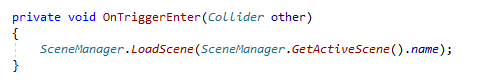 private void OnTriggerEnter(Collider other)
{
    SceneManager.LoadScene(SceneManager.GetActiveScene().name);
}